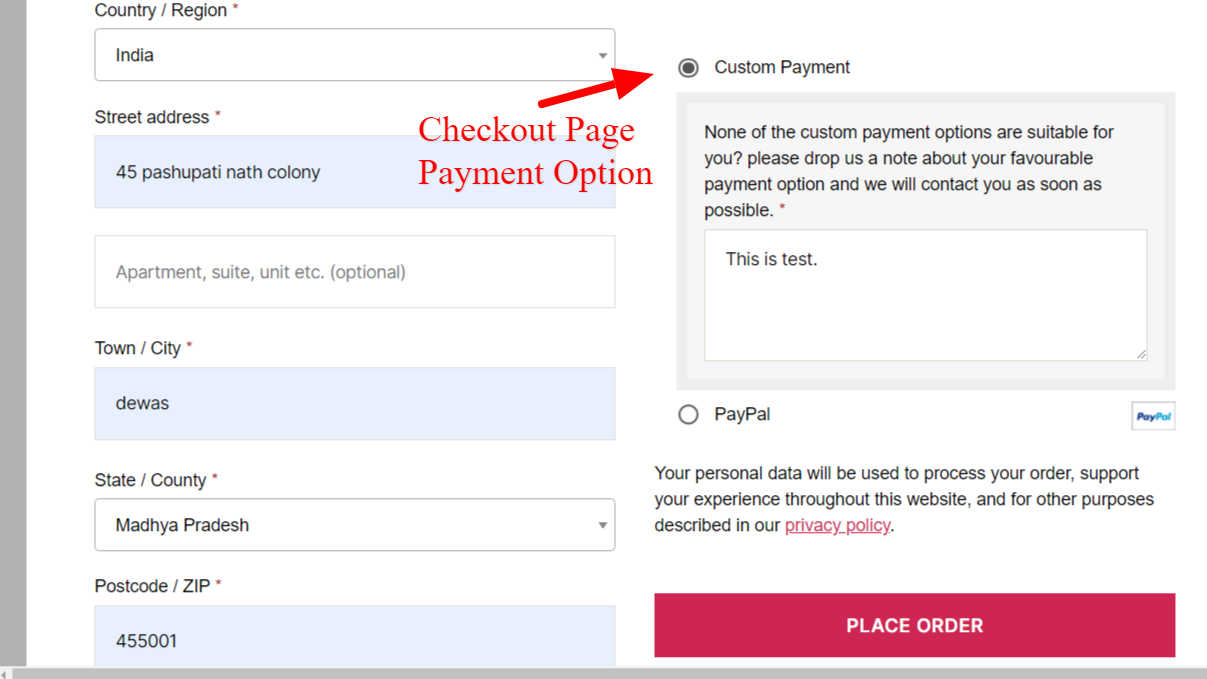 Country / Region *
India
Street address *
45 pashupati nath colony
Apartment, suite, unit etc. (optional)
Town / City *
dewas
State / County *
Madhya Pradesh
Postcode / ZIP *
455001
Checkout Page
Payment Option
Custom Payment
None of the custom payment options are suitable for
you? please drop us a note about your favourable
payment option and we will contact you as soon as
possible. *
This is test.
PayPal
PayPal
Your personal data will be used to process your order, support
your experience throughout this website, and for other purposes
described in our privacy policy.
PLACE ORDER